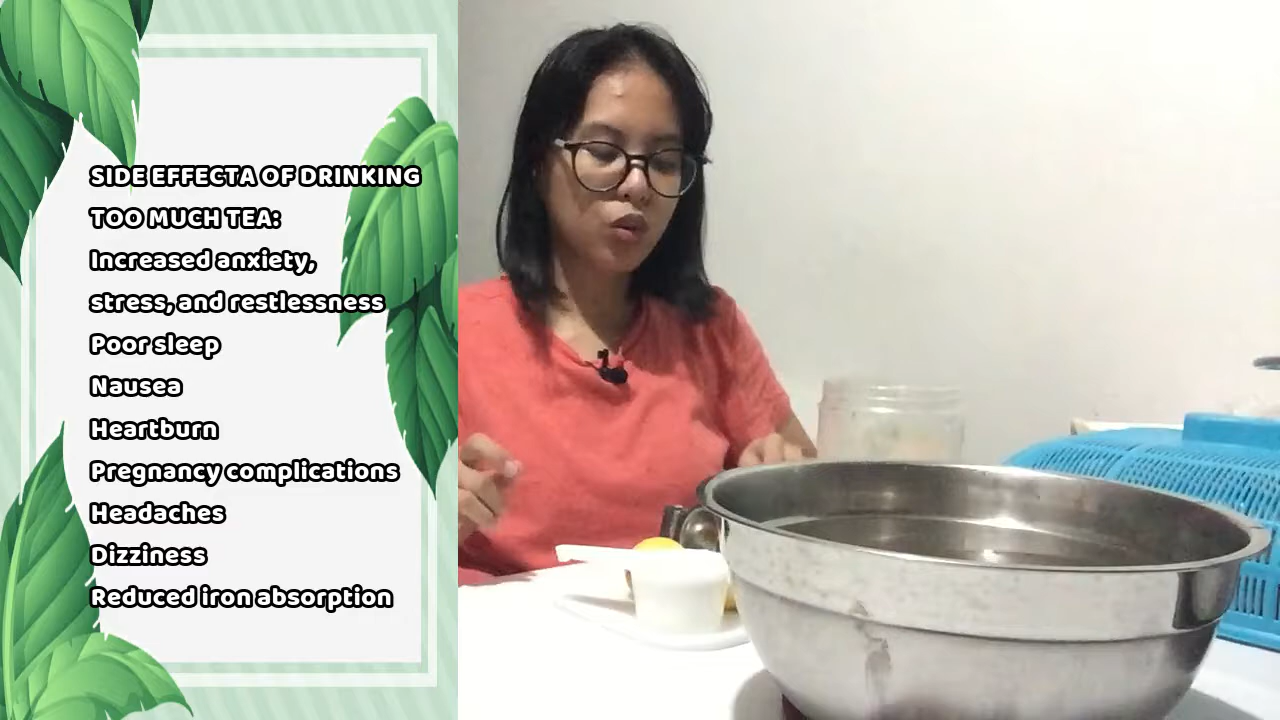 SIDE EFFECTA OF DRINKING
TOO MUCH TEA:
Increased anxiety,
stress, and restlessness
Poor sleep
Nausea
Heartburn
Pregnancy complications
Headaches
Dizziness
Reduced iron absorption